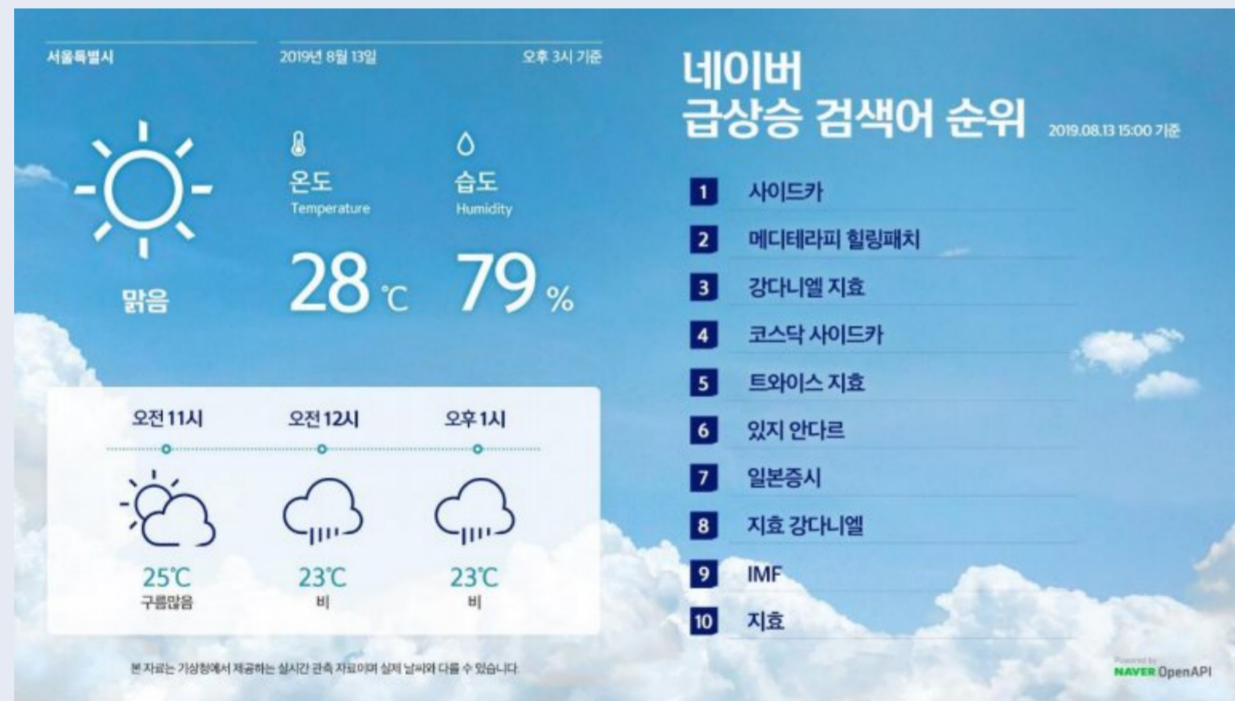 서울특별시
2019년 8월 13일
오후 3시 기준
맑음
온도
Temperature
28 ℃
습도
Humidity
79 %
오전 11시
오전 12시
오후 1시
25℃
구름많음
23℃
비
23℃
비
본 자료는 기상청에서 제공하는 실시간 관측 자료이며 실제 날씨와 다를 수 있습니다.
네이버
급상승 검색어 순위
2019.08.13 15:00 기준
1 사이드카
2 메디테라피 힐링패치
3 강다니엘 지효
4 코스닥 사이드카
5 트와이스 지효
6 있지 안다르
7 일본증시
8 지효 강다니엘
9 IMF
10 지효
Powered by
NAVER OpenAPI